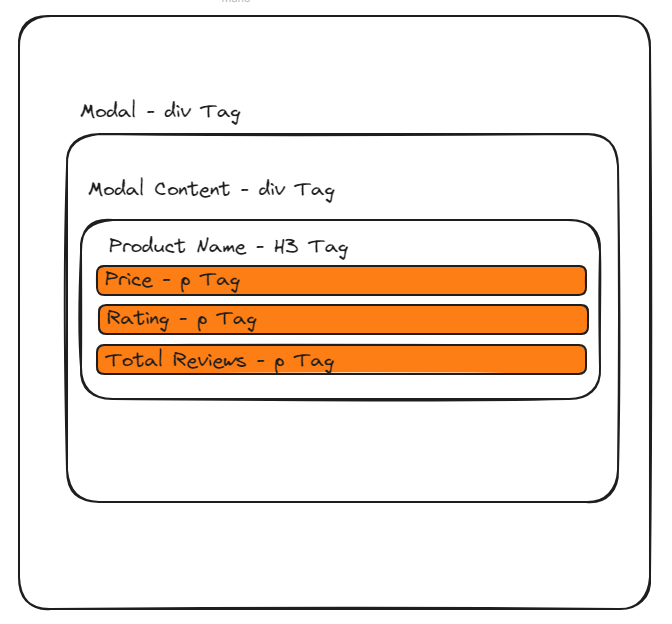 Modal - div Tag
Modal Content - div Tag
Product Name - H3 Tag
Price - p Tag
Rating - p Tag
Total Reviews - p Tag